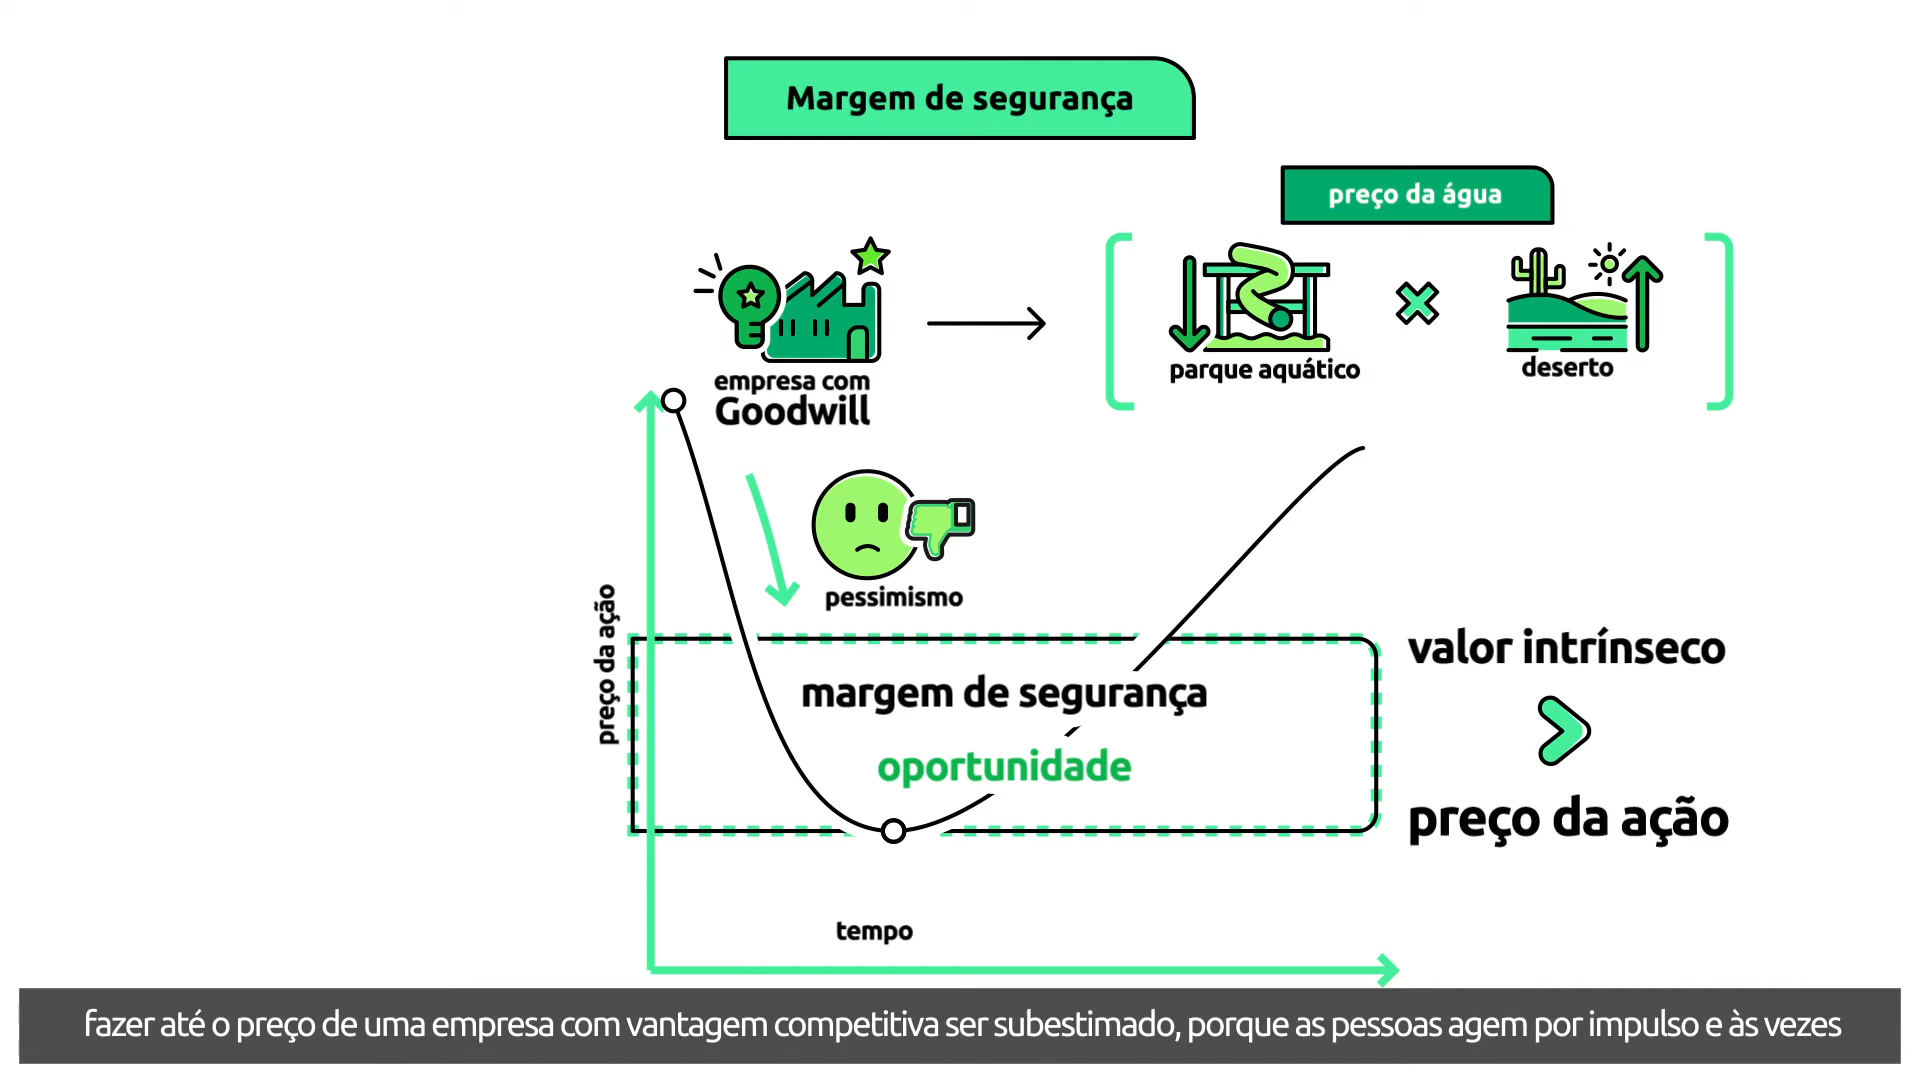 Margem de segurança
preço da água
parque aquático
deserto
empresa com
Goodwill
pessimismo
preço da ação
margem de segurança
oportunidade
valor intrínseco
preço da ação
tempo
fazer até o preço de uma empresa com vantagem competitiva ser subestimado, porque as pessoas agem por impulso e às vezes